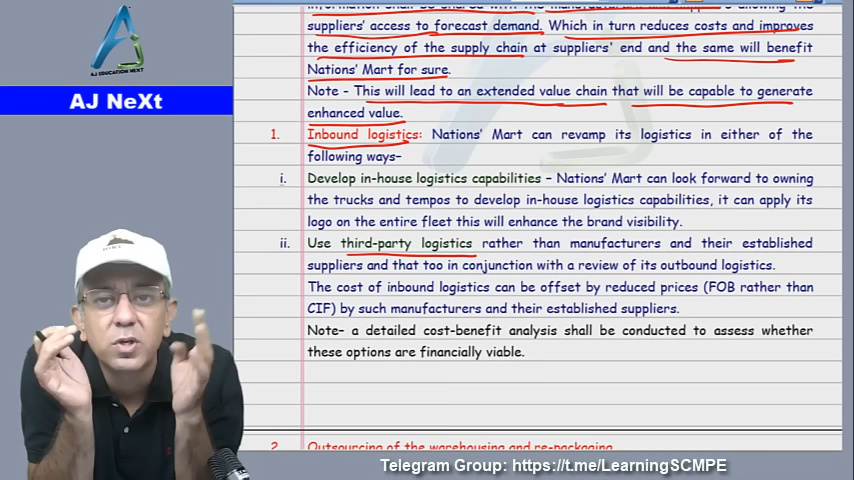 suppliers' access to forecast demand. Which in turn reduces costs and improves
the efficiency of the supply chain at suppliers' end and the same will benefit
Nations' Mart for sure.
Note - This will lead to an extended value chain that will be capable to generate
enhanced value.
AJ EDUCATION NEXT
AJ NeXt
1. Inbound logistics: Nations' Mart can revamp its logistics in either of the
following ways–
i. Develop in-house logistics capabilities – Nations' Mart can look forward to owning
the trucks and tempos to develop in-house logistics capabilities, it can apply its
logo on the entire fleet this will enhance the brand visibility.
ii. Use third-party logistics rather than manufacturers and their established
suppliers and that too in conjunction with a review of its outbound logistics.
The cost of inbound logistics can be offset by reduced prices (FOB rather than
CIF) by such manufacturers and their established suppliers.
Note– a detailed cost-benefit analysis shall be conducted to assess whether
these options are financially viable.
2. Outsourcing of the warehousing and re-packaging
Telegram Group: https://t.me/LearningSCMPE